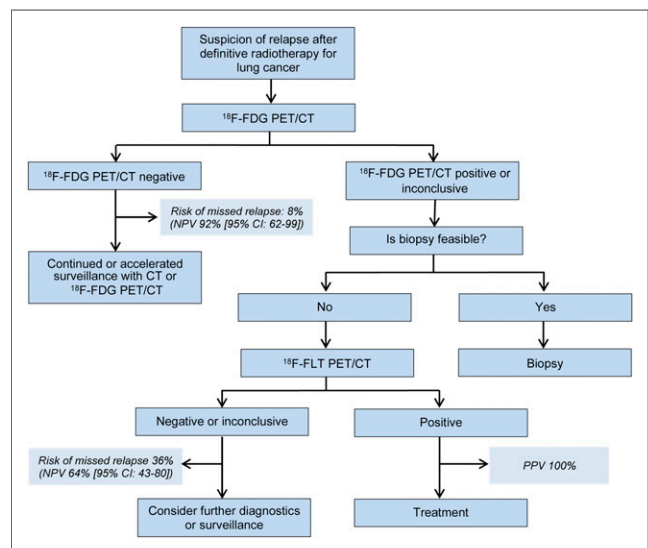 Suspicion of relapse after
definitive radiotherapy for
lung cancer
¹⁸F-FDG PET/CT
¹⁸F-FDG PET/CT negative
¹⁸F-FDG PET/CT positive or
inconclusive
Risk of missed relapse: 8%
(NPV 92% [95% CI: 62-99])
Is biopsy feasible?
Continued or accelerated
surveillance with CT or
¹⁸F-FDG PET/CT
No
Yes
¹⁸F-FLT PET/CT
Biopsy
Negative or inconclusive
Positive
Risk of missed relapse 36%
(NPV 64% [95% CI: 43-80])
PPV 100%
Consider further diagnostics
or surveillance
Treatment